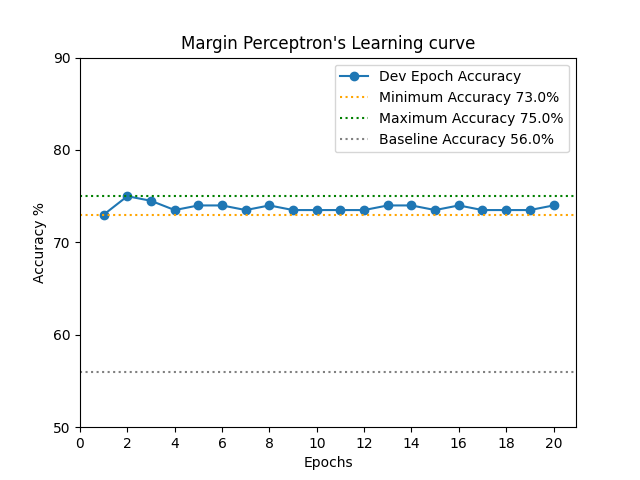 Margin Perceptron's Learning curve
Dev Epoch Accuracy
Minimum Accuracy 73.0%
Maximum Accuracy 75.0%
Baseline Accuracy 56.0%
Accuracy %
90
80
70
60
50
0 2 4 6 8 10 12 14 16 18 20
Epochs